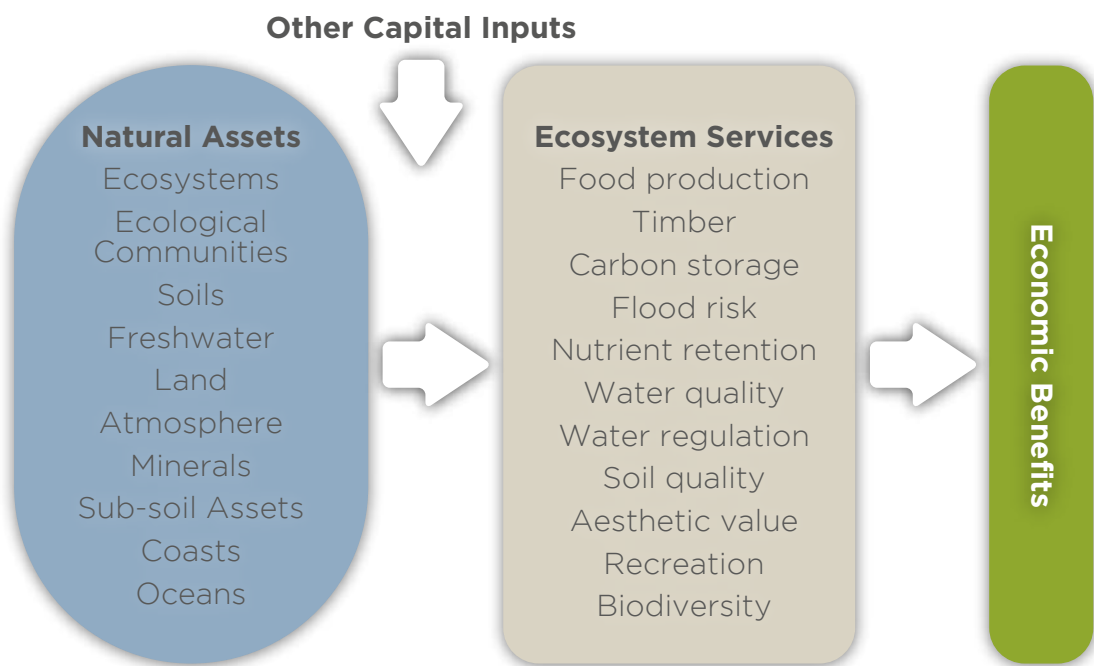 Other Capital Inputs
Natural Assets
Ecosystems
Ecological
Communities
Soils
Freshwater
Land
Atmosphere
Minerals
Sub-soil Assets
Coasts
Oceans
Ecosystem Services
Food production
Timber
Carbon storage
Flood risk
Nutrient retention
Water quality
Water regulation
Soil quality
Aesthetic value
Recreation
Biodiversity
Economic Benefits